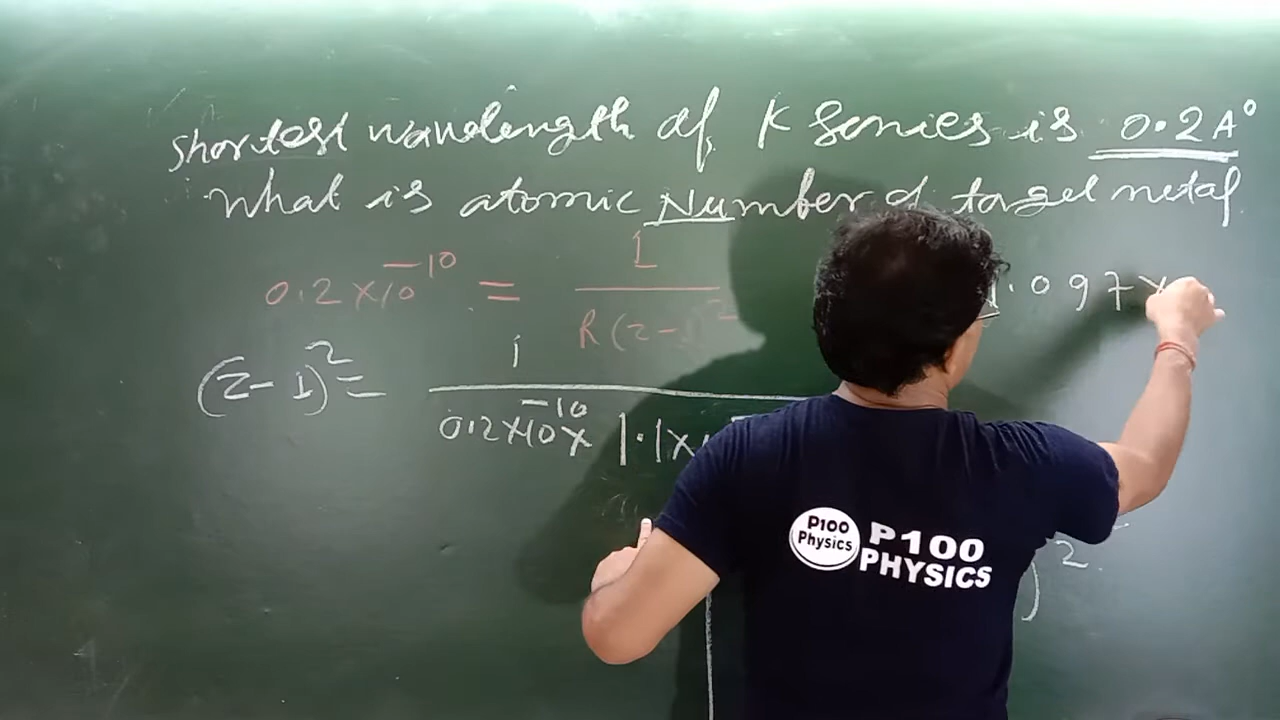 shortest wavelength of K series is 0.2 A°
What is atomic Number of target metal
0.2×10⁻¹⁰ = 1/R(z-1)²
1.097×
(z-1)² = 1/0.2×10⁻¹⁰× 1.1×
)².
P100 Physics
P100 PHYSICS